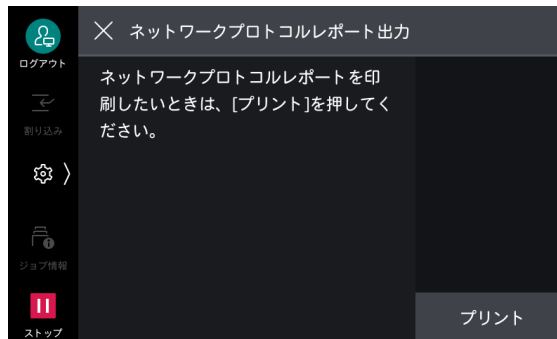 ネットワークプロトコルレポート出力
ログアウト
ネットワークプロトコルレポートを印
刷したいときは、[プリント]を押してく
ださい。
割り込み
ジョブ情報
ストップ
プリント